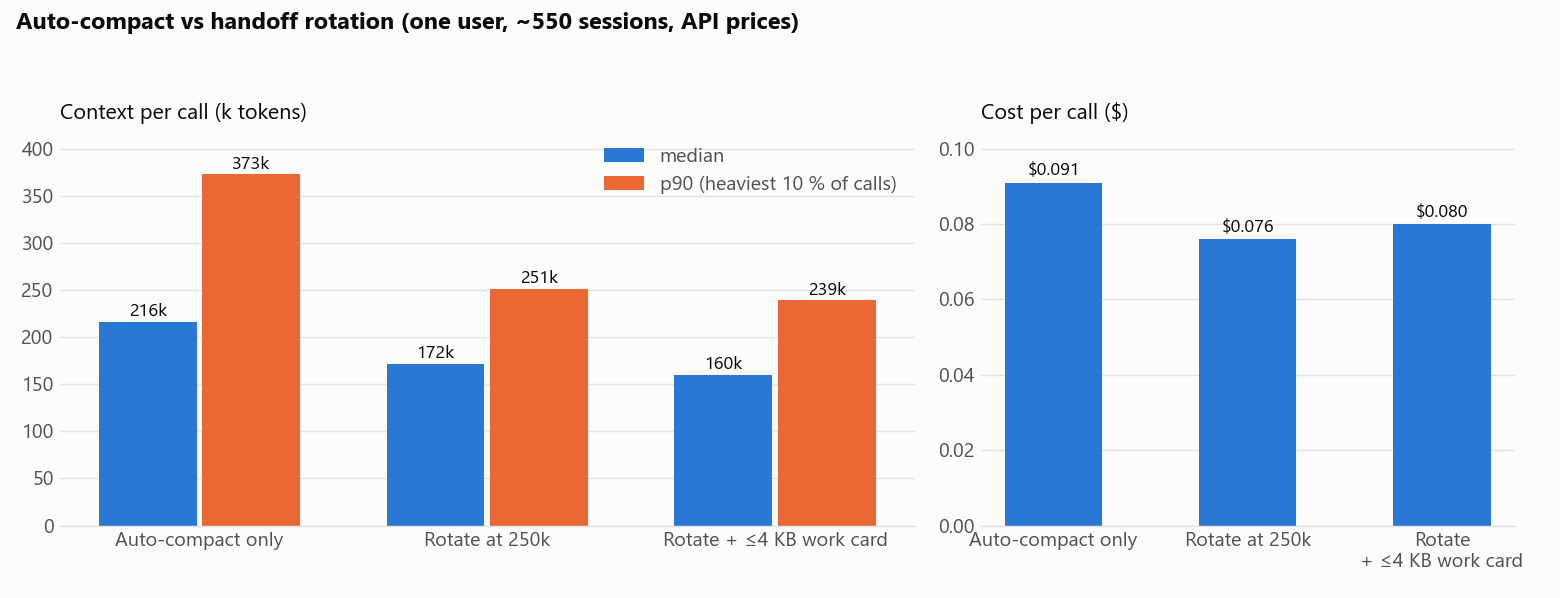 Auto-compact vs handoff rotation (one user, ~550 sessions, API prices)
Context per call (k tokens)
400
350
300
250
200
150
100
50
0
373k
216k
251k
172k
239k
160k
median
p90 (heaviest 10 % of calls)
Auto-compact only
Rotate at 250k
Rotate + ≤4 KB work card
Cost per call ($)
0.10
0.08
0.06
0.04
0.02
0.00
$0.091
$0.076
$0.080
Auto-compact only
Rotate at 250k
Rotate
+ ≤4 KB work card